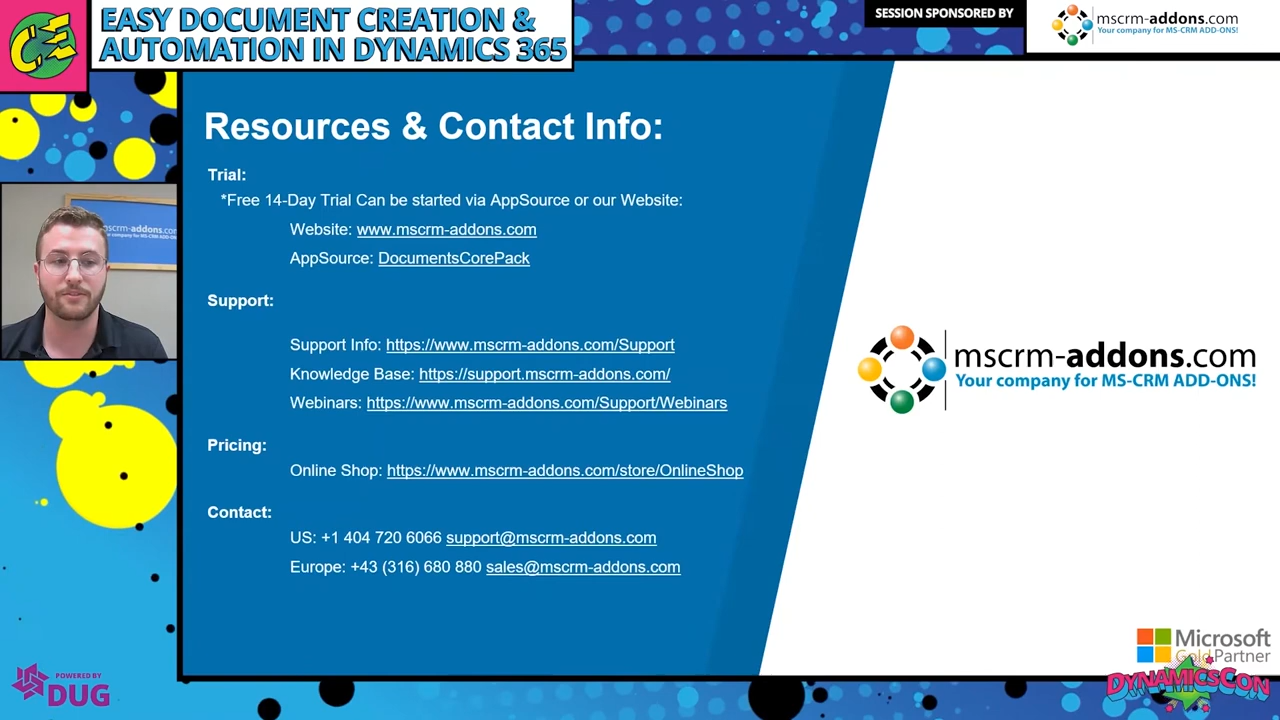 EASY DOCUMENT CREATION &
AUTOMATION IN DYNAMICS 365
SESSION SPONSORED BY
mscrm-addons.com
Your company for MS-CRM ADD-ONS!
Resources & Contact Info:
Trial:
*Free 14-Day Trial Can be started via AppSource or our Website:
Website: www.mscrm-addons.com
AppSource: DocumentsCorePack
Support:
Support Info: https://www.mscrm-addons.com/Support
Knowledge Base: https://support.mscrm-addons.com/
Webinars: https://www.mscrm-addons.com/Support/Webinars
Pricing:
Online Shop: https://www.mscrm-addons.com/store/OnlineShop
Contact:
US: +1 404 720 6066 support@mscrm-addons.com
Europe: +43 (316) 680 880 sales@mscrm-addons.com
mscrm-addons.com
Your company for MS-CRM ADD-ONS!
mscrm-addons.com
Microsoft
Gold Partner
DYNAMICSCON
POWERED BY
DUG